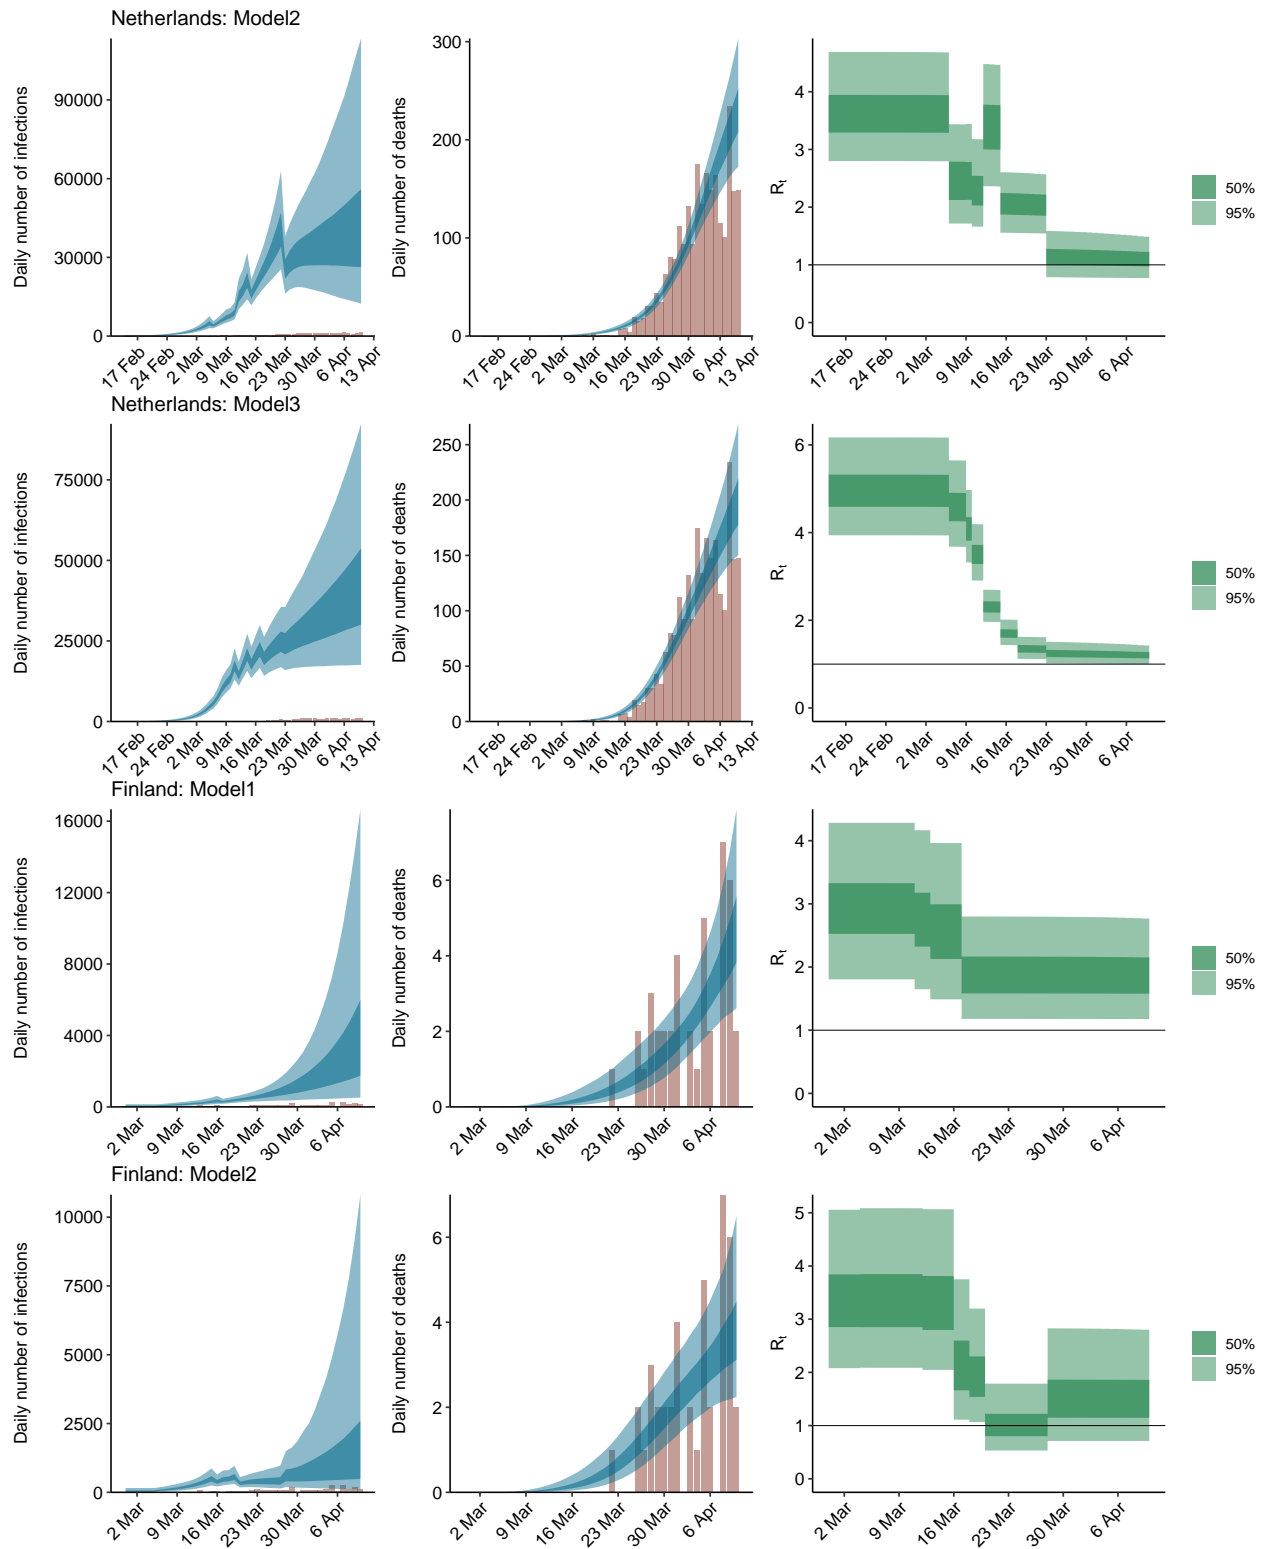 Netherlands: Model2
Daily number of infections
90000
60000
30000
0
17 Feb
24 Feb
2 Mar
9 Mar
16 Mar
23 Mar
30 Mar
6 Apr
13 Apr
Daily number of deaths
300
200
100
0
17 Feb
24 Feb
2 Mar
9 Mar
16 Mar
23 Mar
30 Mar
6 Apr
13 Apr
Rt
4
3
2
1
0
17 Feb
24 Feb
2 Mar
9 Mar
16 Mar
23 Mar
30 Mar
6 Apr
50%
95%
Netherlands: Model3
Daily number of infections
75000
50000
25000
0
17 Feb
24 Feb
2 Mar
9 Mar
16 Mar
23 Mar
30 Mar
6 Apr
13 Apr
Daily number of deaths
250
200
150
100
50
0
17 Feb
24 Feb
2 Mar
9 Mar
16 Mar
23 Mar
30 Mar
6 Apr
13 Apr
Rt
6
4
2
0
17 Feb
24 Feb
2 Mar
9 Mar
16 Mar
23 Mar
30 Mar
6 Apr
50%
95%
Finland: Model1
Daily number of infections
16000
12000
8000
4000
0
2 Mar
9 Mar
16 Mar
23 Mar
30 Mar
6 Apr
Daily number of deaths
6
4
2
0
2 Mar
9 Mar
16 Mar
23 Mar
30 Mar
6 Apr
Rt
4
3
2
1
0
2 Mar
9 Mar
16 Mar
23 Mar
30 Mar
6 Apr
50%
95%
Finland: Model2
Daily number of infections
10000
7500
5000
2500
0
2 Mar
9 Mar
16 Mar
23 Mar
30 Mar
6 Apr
Daily number of deaths
6
4
2
0
2 Mar
9 Mar
16 Mar
23 Mar
30 Mar
6 Apr
Rt
5
4
3
2
1
0
2 Mar
9 Mar
16 Mar
23 Mar
30 Mar
6 Apr
50%
95%